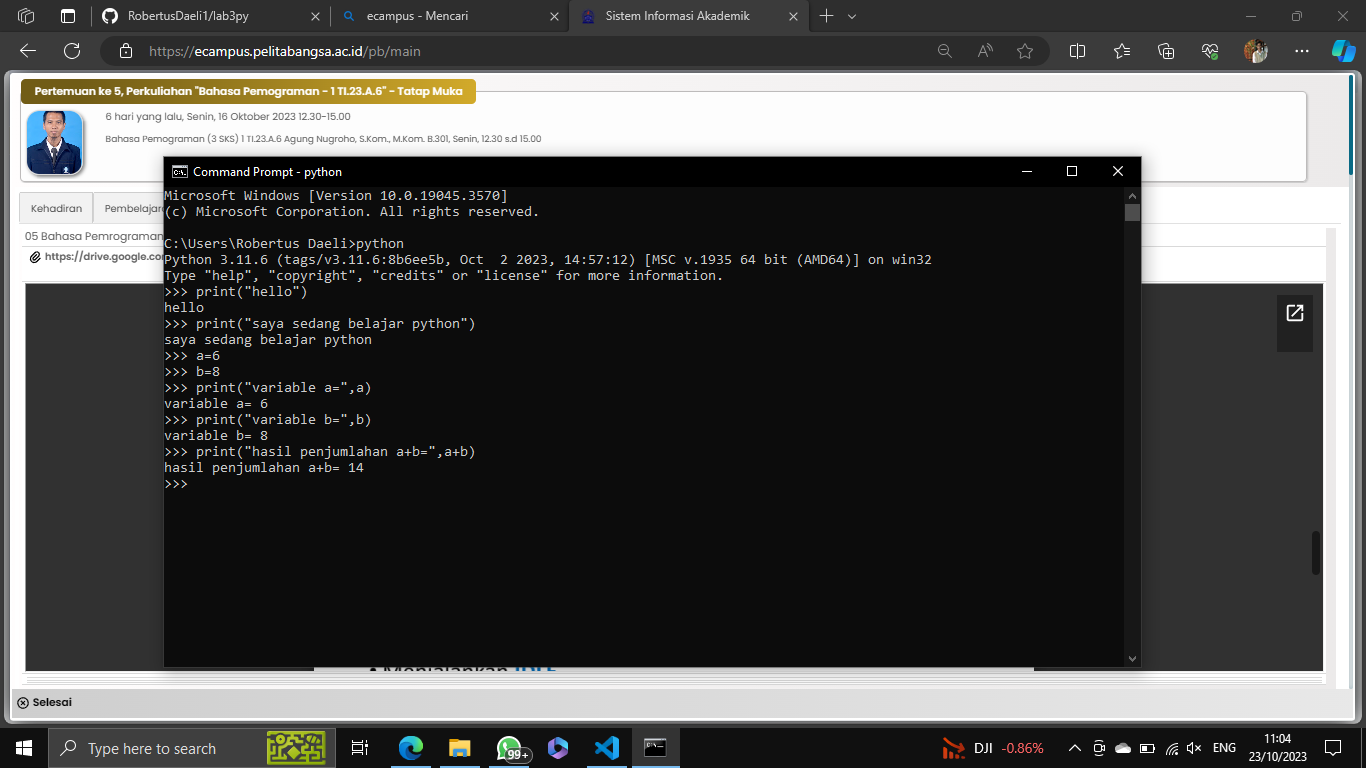 RobertusDaeli1/lab3py
ecampus - Mencari
Sistem Informasi Akademik
https://ecampus.pelitabangsa.ac.id/pb/main
Pertemuan ke 5, Perkuliahan "Bahasa Pemograman - 1 TI.23.A.6" - Tatap Muka
6 hari yang lalu, Senin, 16 Oktober 2023 12.30-15.00
Bahasa Pemograman (3 SKS) 1 TI.23.A.6 Agung Nugroho, S.Kom., M.Kom. B.301, Senin, 12.30 s.d 15.00
Kehadiran
05 Bahasa Pemrograman
Command Prompt - python
Microsoft Windows [Version 10.0.19045.3570]
(c) Microsoft Corporation. All rights reserved.
C:\Users\Robertus Daeli>python
Python 3.11.6 (tags/v3.11.6:8b6ee5b, Oct  2 2023, 14:57:12) [MSC v.1935 64 bit (AMD64)] on win32
Type "help", "copyright", "credits" or "license" for more information.
>>> print("hello")
hello
>>> print("saya sedang belajar python")
saya sedang belajar python
>>> a=6
>>> b=8
>>> print("variable a=",a)
variable a= 6
>>> print("variable b=",b)
variable b= 8
>>> print("hasil penjumlahan a+b=",a+b)
hasil penjumlahan a+b= 14
>>>
Selesai
Type here to search
99+
DJI -0.86%
ENG
11:04
23/10/2023